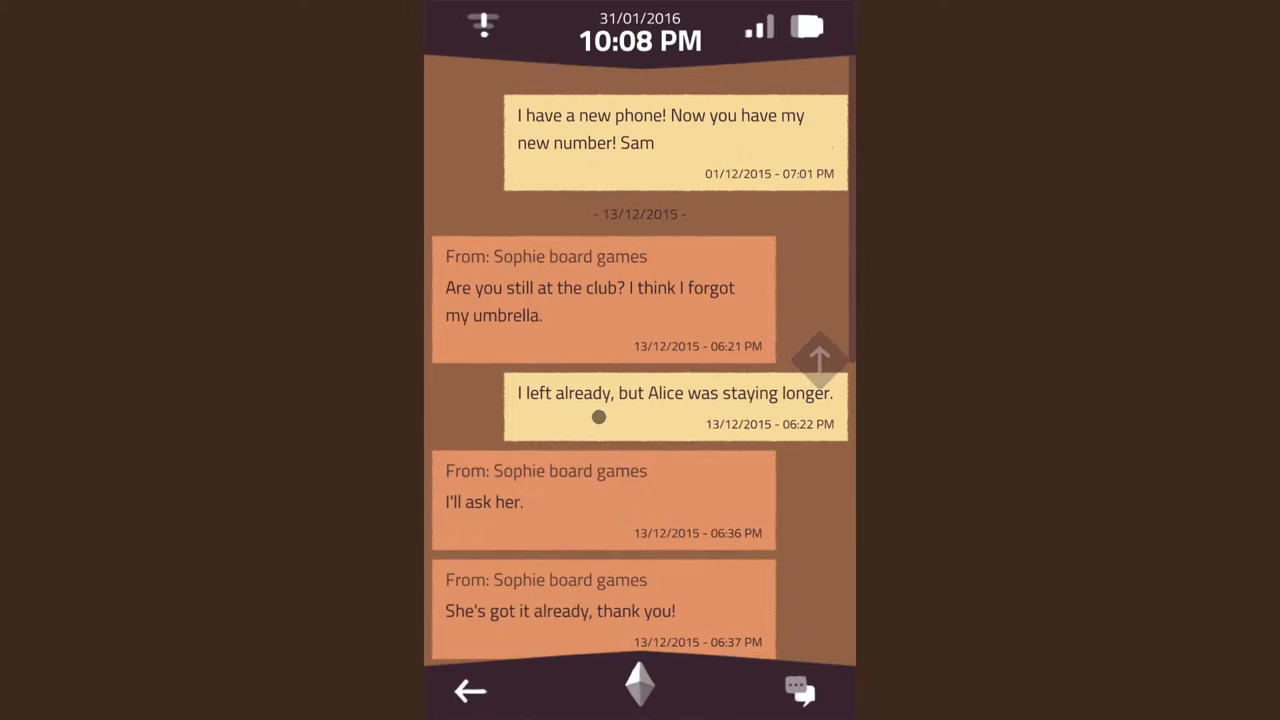 31/01/2016
10:08 PM
I have a new phone! Now you have my
new number! Sam
01/12/2015 - 07:01 PM
- 13/12/2015 -
From: Sophie board games
Are you still at the club? I think I forgot
my umbrella.
13/12/2015 - 06:21 PM
I left already, but Alice was staying longer.
13/12/2015 - 06:22 PM
From: Sophie board games
I'll ask her.
13/12/2015 - 06:36 PM
From: Sophie board games
She's got it already, thank you!
13/12/2015 - 06:37 PM